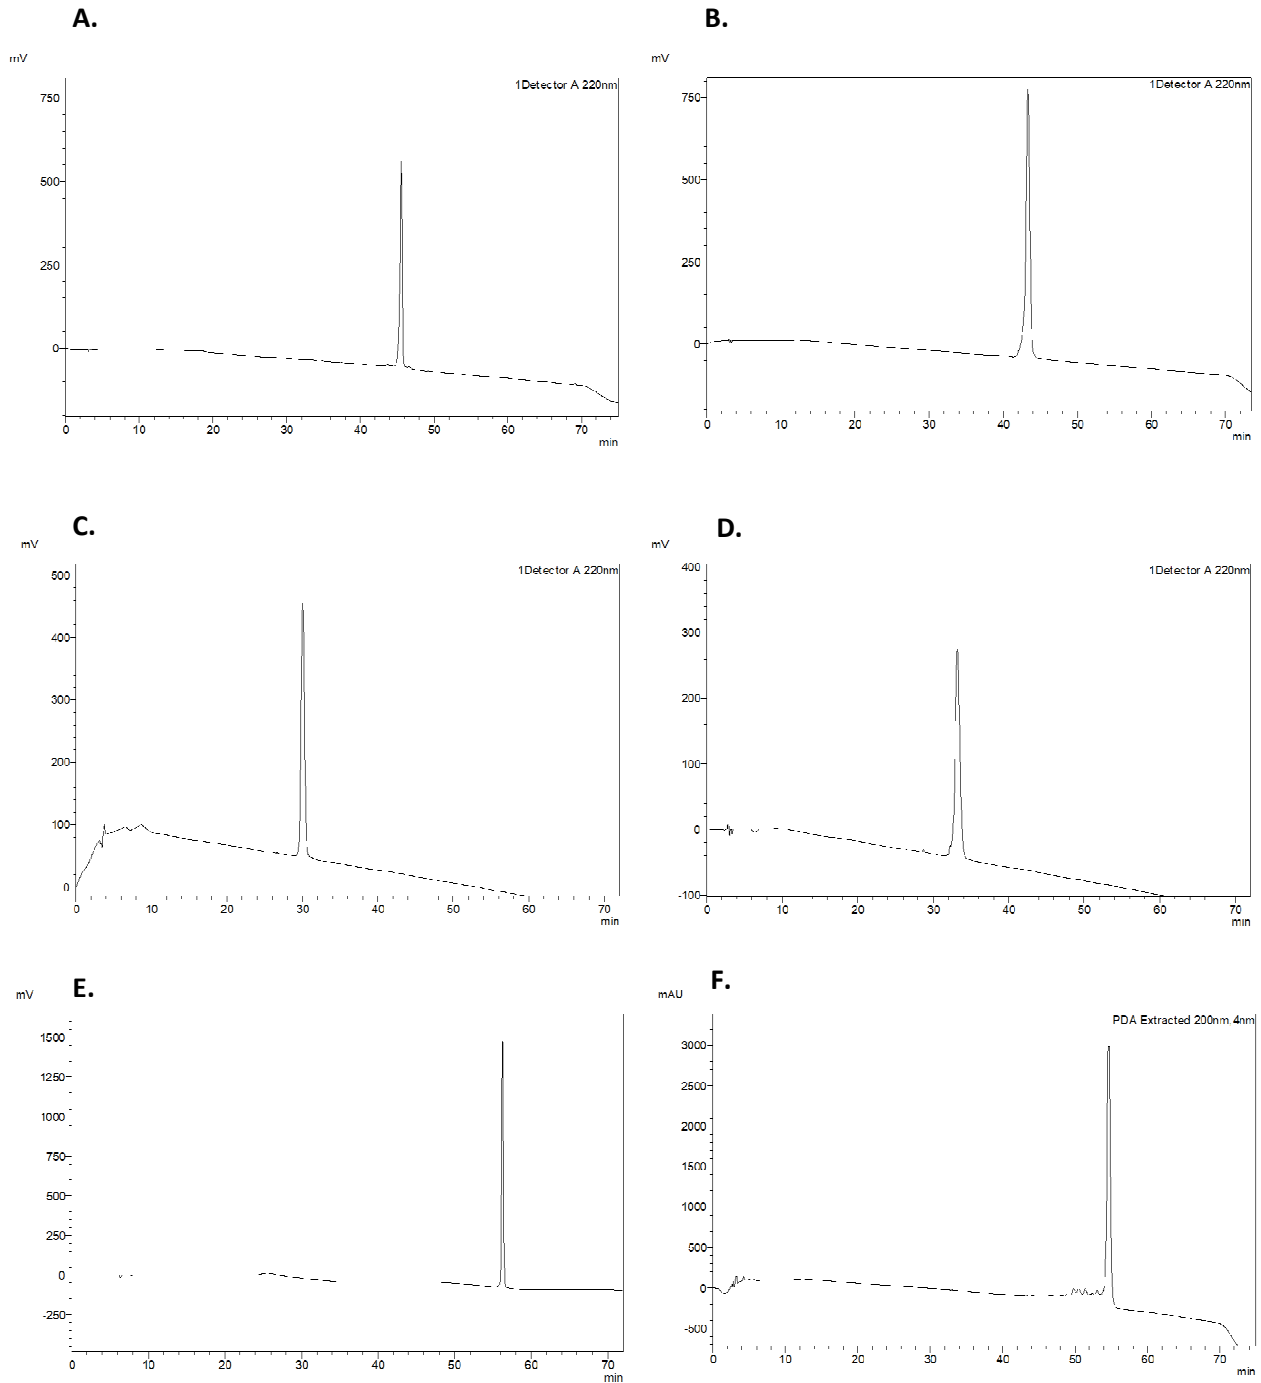 A.
B.
mV
mV
1Detector A 220nm
1Detector A 220nm
750
500
250
0
0 10 20 30 40 50 60 70
min
750
500
250
0
0 10 20 30 40 50 60 70
min
C.
D.
mV
mV
1Detector A 220nm
1Detector A 220nm
500
400
300
200
100
0
0 10 20 30 40 50 60 70
min
400
300
200
100
0
-100
0 10 20 30 40 50 60 70
min
E.
F.
mV
mAU
PDA Extracted 200nm,4nm
1500
1250
1000
750
500
250
0
-250
0 10 20 30 40 50 60 70
min
3000
2500
2000
1500
1000
500
0
-500
0 10 20 30 40 50 60 70
min